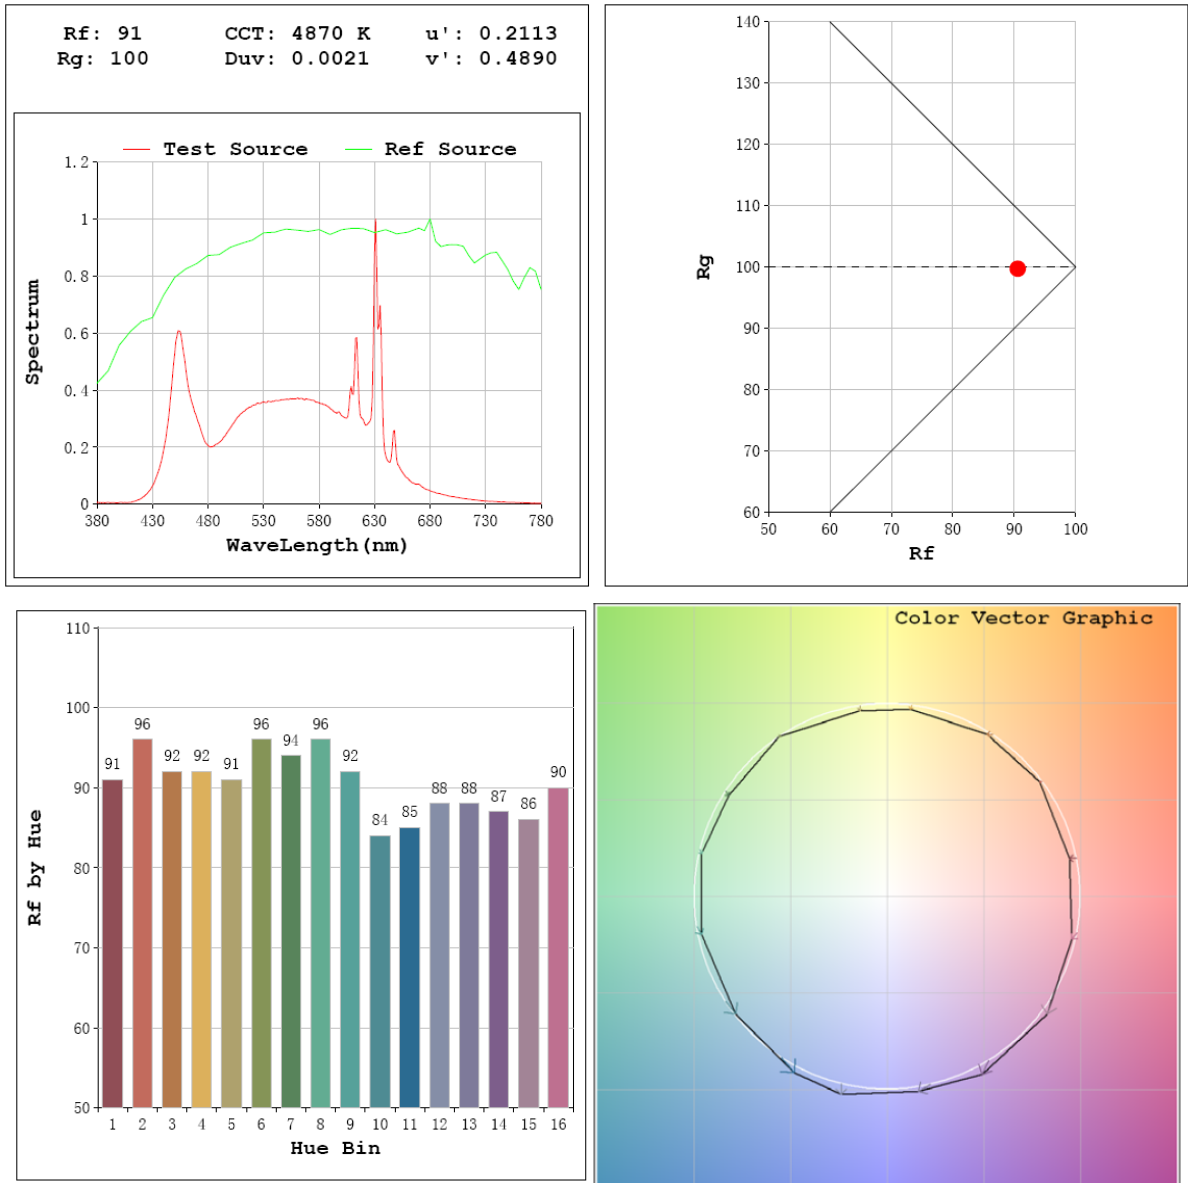 Rf: 91 CCT: 4870 K u': 0.2113
Rg: 100 Duv: 0.0021 v': 0.4890
Test Source Ref Source
1.2
1
0.8
0.6
0.4
0.2
0
Spectrum
380 430 480 530 580 630 680 730 780
WaveLength(nm)
140
130
120
110
100
90
80
70
60
Rg
50 60 70 80 90 100
Rf
110
100
90
80
70
60
50
Rf by Hue
91 96 92 92 91 96 94 96 92 84 85 88 88 87 86 90
1 2 3 4 5 6 7 8 9 10 11 12 13 14 15 16
Hue Bin
Color Vector Graphic